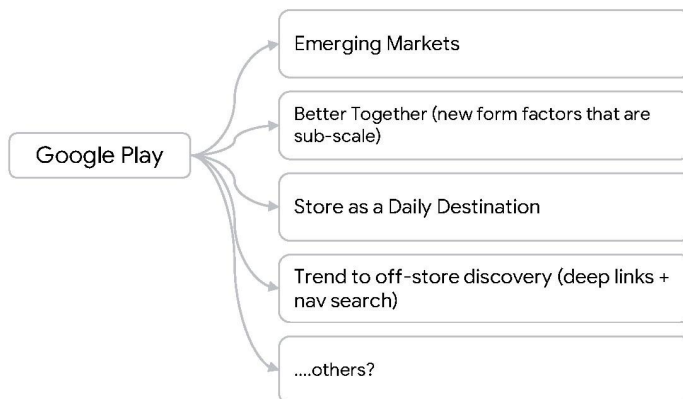 Google Play
Emerging Markets
Better Together (new form factors that are
sub-scale)
Store as a Daily Destination
Trend to off-store discovery (deep links +
nav search)
....others?